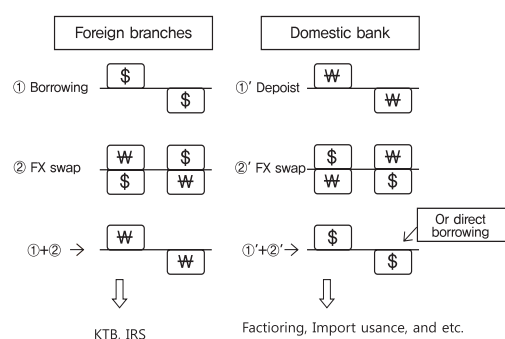 Foreign branches
Domestic bank
① Borrowing
$
$
①′ Depoist
₩
₩
② FX swap
₩ $
$ ₩
②′ FX swap
$ ₩
₩ $
①+② →
₩
₩
①′+②′→
$
$
Or direct
borrowing
KTB, IRS
Factioring, Import usance, and etc.